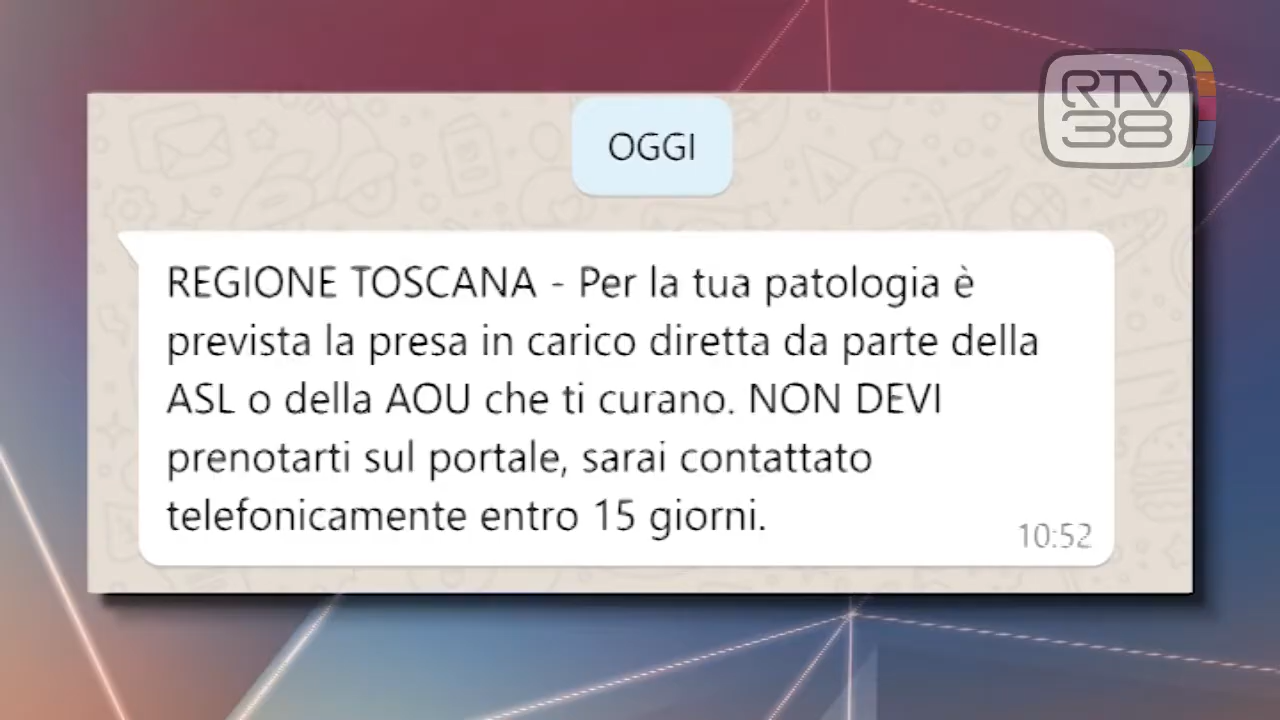 RTV
38
OGGI
REGIONE TOSCANA - Per la tua patologia è
prevista la presa in carico diretta da parte della
ASL o della AOU che ti curano. NON DEVI
prenotarti sul portale, sarai contattato
telefonicamente entro 15 giorni.
10:52